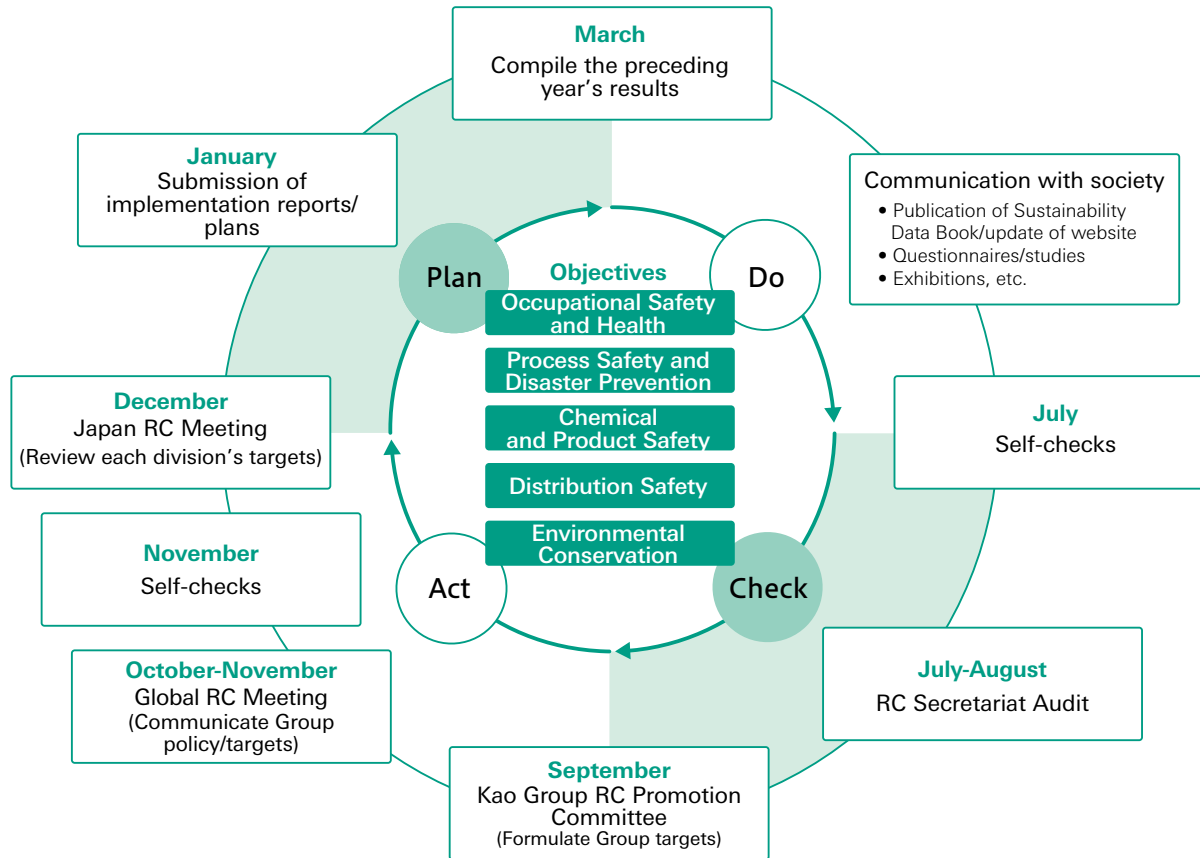 March
Compile the preceding
year's results
Communication with society
• Publication of Sustainability
Data Book/update of website
• Questionnaires/studies
• Exhibitions, etc.
July
Self-checks
July-August
RC Secretariat Audit
September
Kao Group RC Promotion
Committee
(Formulate Group targets)
October-November
Global RC Meeting
(Communicate Group
policy/targets)
November
Self-checks
December
Japan RC Meeting
(Review each division's targets)
January
Submission of
implementation reports/
plans
Plan
Do
Check
Act
Objectives
Occupational Safety
and Health
Process Safety and
Disaster Prevention
Chemical
and Product Safety
Distribution Safety
Environmental
Conservation